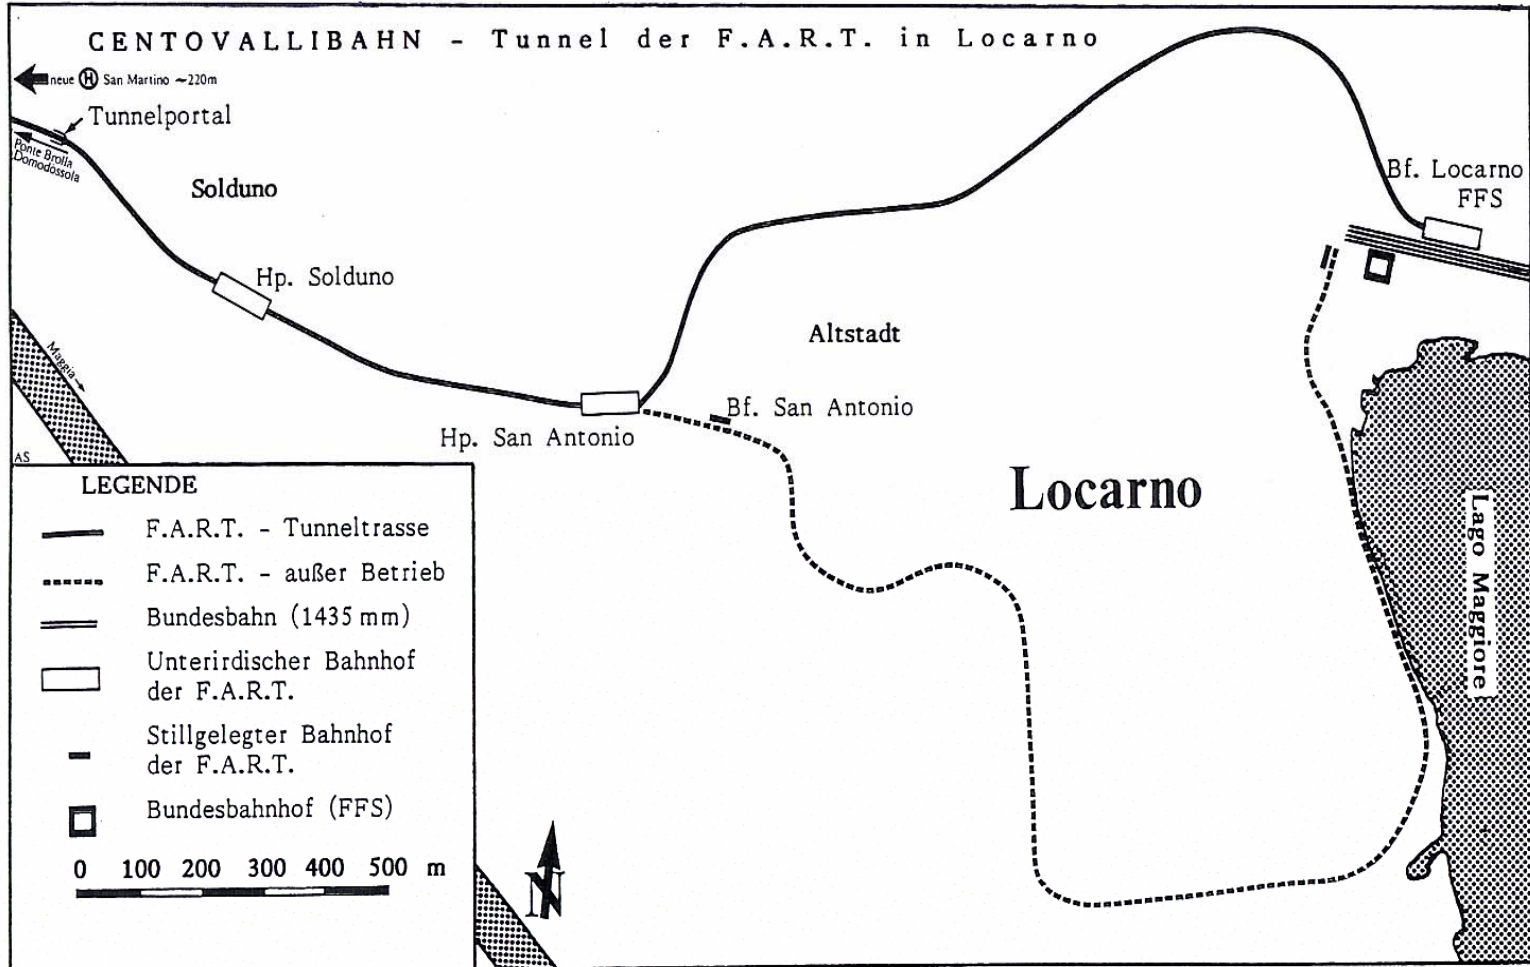 CENTOVALLIBAHN - Tunnel der F.A.R.T. in Locarno
neue H San Martino ~220m
Tunnelportal
Ponte Brolla
Domodossola
Solduno
Bf. Locarno
FFS
Hp. Solduno
Altstadt
Maggia
Bf. San Antonio
Hp. San Antonio
AS
Locarno
Lago Maggiore
LEGENDE
F.A.R.T. - Tunneltrasse
F.A.R.T. - außer Betrieb
Bundesbahn (1435 mm)
Unterirdischer Bahnhof
der F.A.R.T.
Stillgelegter Bahnhof
der F.A.R.T.
Bundesbahnhof (FFS)
0 100 200 300 400 500 m
N